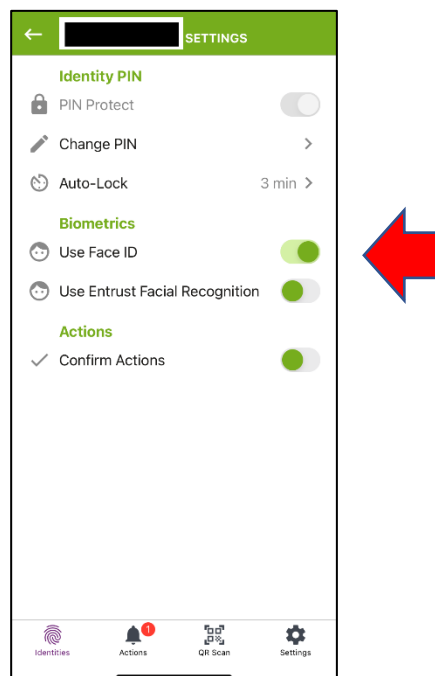 SETTINGS
Identity PIN
PIN Protect
Change PIN
Auto-Lock 3 min
Biometrics
Use Face ID
Use Entrust Facial Recognition
Actions
Confirm Actions
1
Identities Actions QR Scan Settings